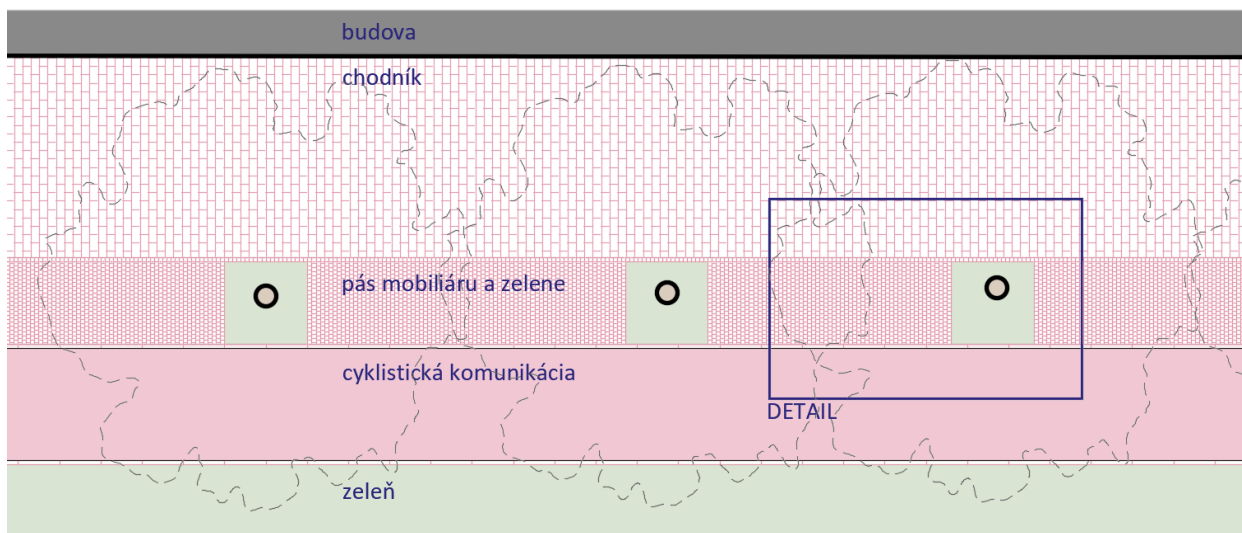 budova
chodník
pás mobiliáru a zelene
cyklistická komunikácia
DETAIL
zeleň